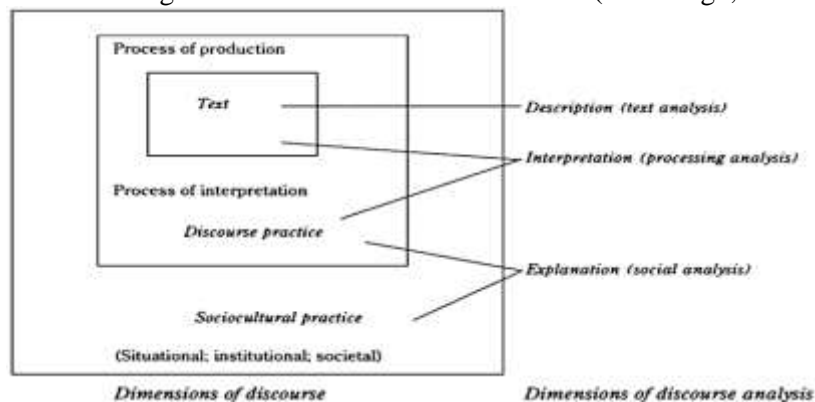 Process of production
Text
Description (text analysis)
Interpretation (processing analysis)
Process of interpretation
Discourse practice
Explanation (social analysis)
Sociocultural practice
(Situational; institutional; societal)
Dimensions of discourse
Dimensions of discourse analysis